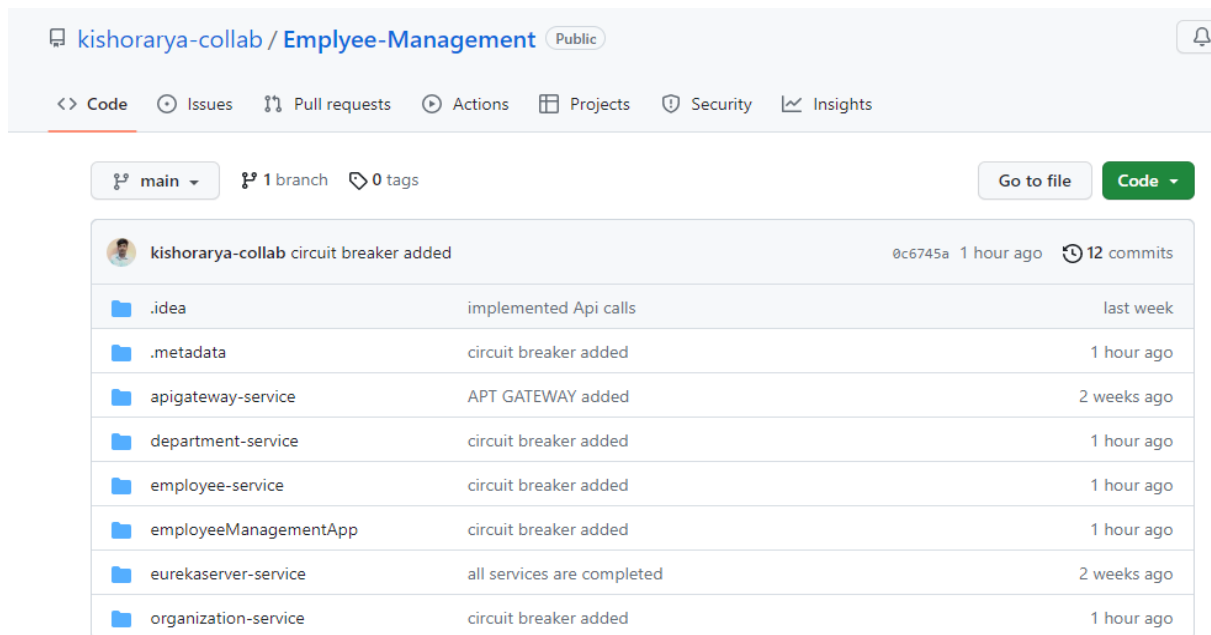 kishorarya-collab / Emplyee-Management Public
Code Issues Pull requests Actions Projects Security Insights
main 1 branch 0 tags Go to file Code
kishorarya-collab circuit breaker added 0c6745a 1 hour ago 12 commits
.idea implemented Api calls last week
.metadata circuit breaker added 1 hour ago
apigateway-service APT GATEWAY added 2 weeks ago
department-service circuit breaker added 1 hour ago
employee-service circuit breaker added 1 hour ago
employeeManagementApp circuit breaker added 1 hour ago
eurekaserver-service all services are completed 2 weeks ago
organization-service circuit breaker added 1 hour ago